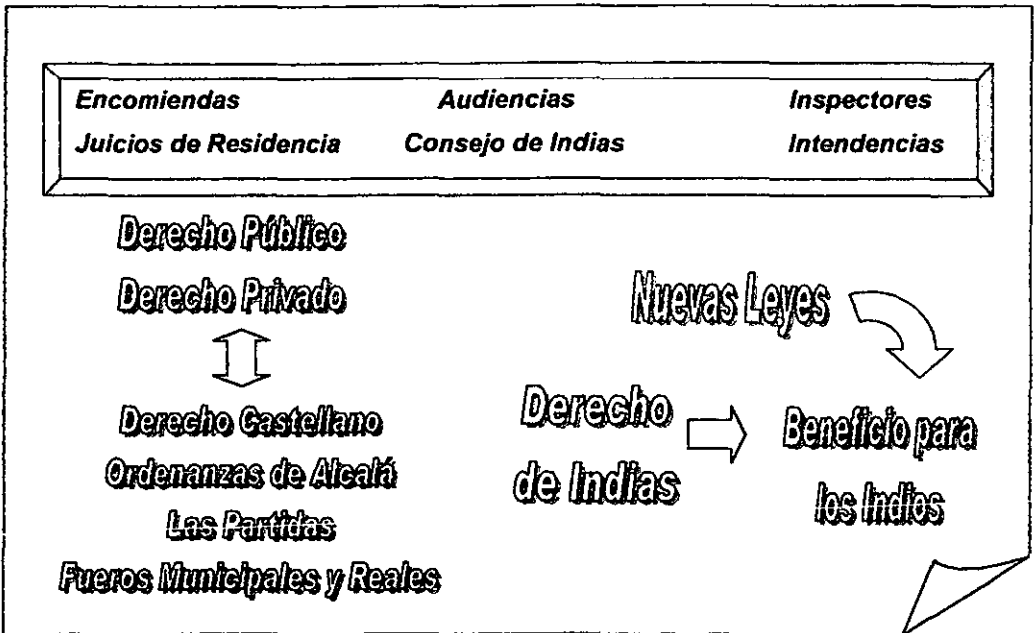 Encomiendas Audiencias Inspectores
Juicios de Residencia Consejo de Indias Intendencias
Derecho Público
Derecho Privado
Derecho Castellano
Ordenanzas de Alcalá
Las Partidas
Fueros Municipales y Reales
Nuevas Leyes
Derecho
de Indias
Beneficio para
los Indios